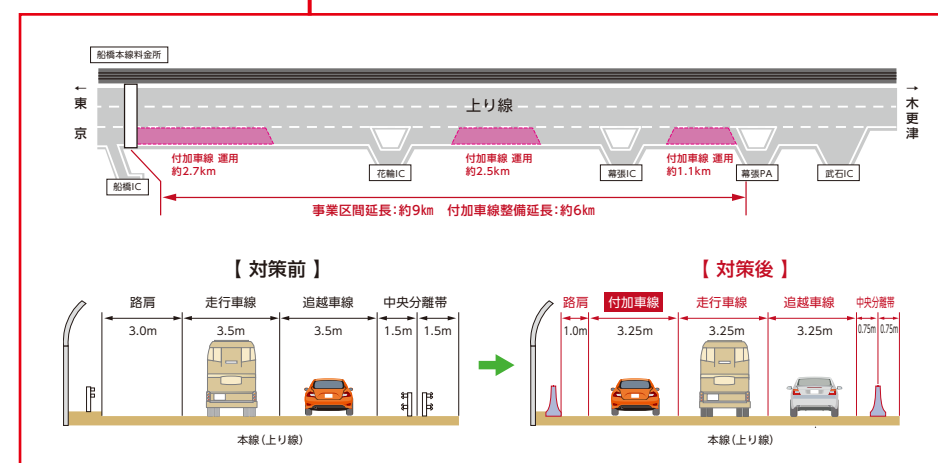 船橋本線料金所
←
東
京
上り線
→
木
更
津
付加車線 運用
約2.7km
付加車線 運用
約2.5km
付加車線 運用
約1.1km
船橋IC
花輪IC
幕張IC
幕張PA
武石IC
事業区間延長：約9km 付加車線整備延長：約6km
【 対策前 】
路肩 走行車線 追越車線 中央分離帯
3.0m 3.5m 3.5m 1.5m 1.5m
本線（上り線）
【 対策後 】
路肩 付加車線 走行車線 追越車線 中央分離帯
1.0m 3.25m 3.25m 3.25m 0.75m 0.75m
本線（上り線）